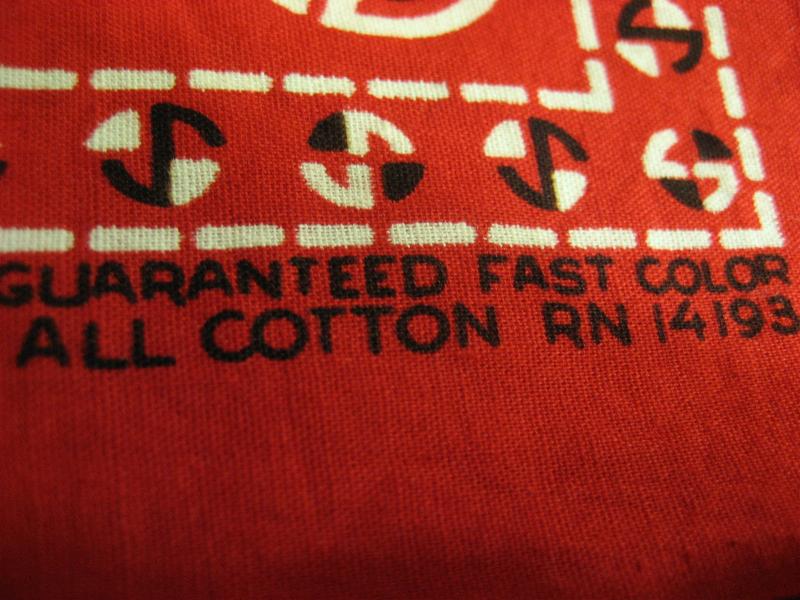 GUARANTEED FAST COLOR
ALL COTTON RN 14193